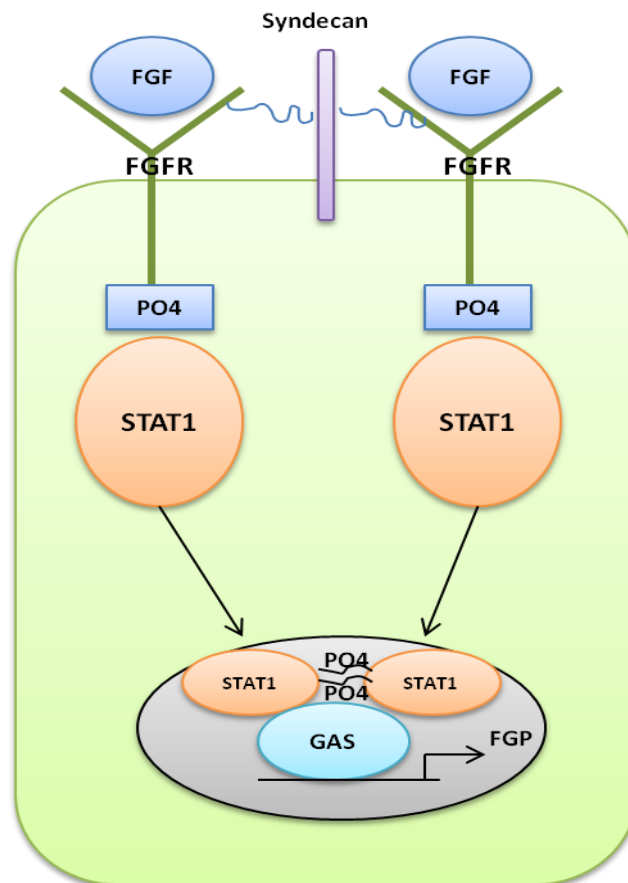 Syndecan
FGF
FGF
FGFR
FGFR
PO4
PO4
STAT1
STAT1
PO4
STAT1
STAT1
PO4
GAS
FGP